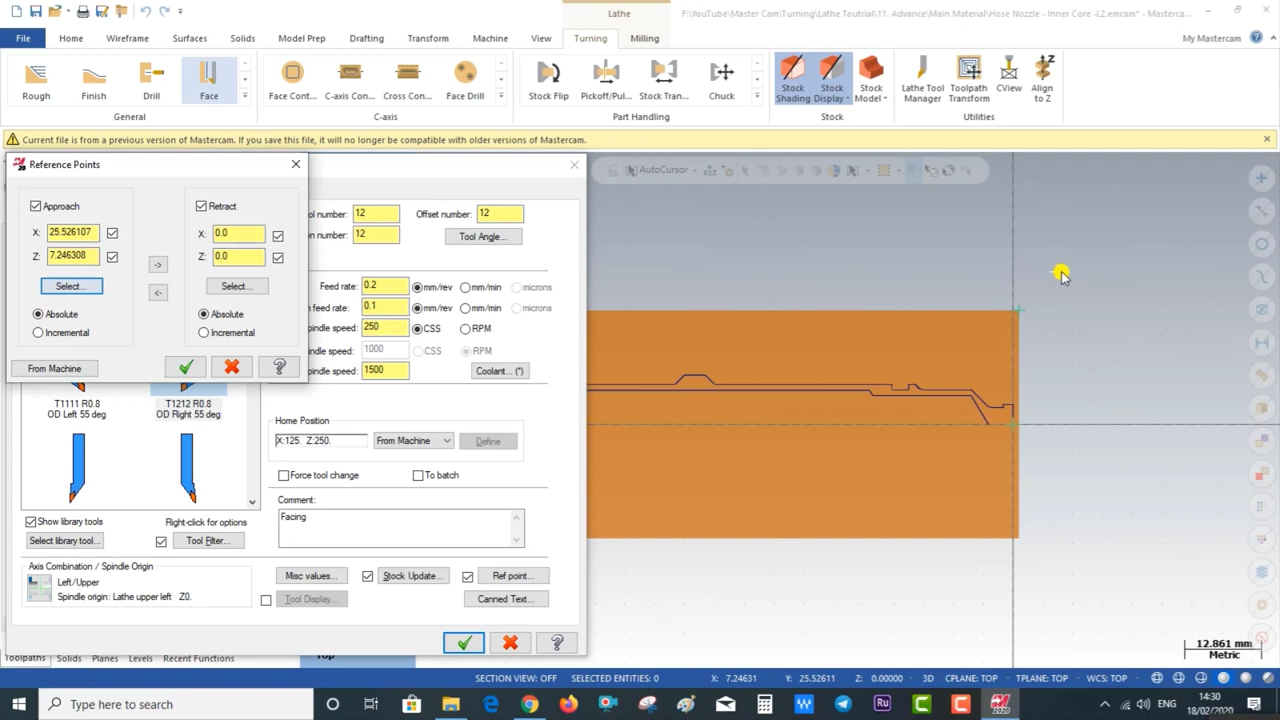 Lathe
F:\YouTube\Master Cam\Turning\Lathe Toutrial\11. Advance\Main Material\Hose Nozzle - Inner Core -L2.emcam* - Mastercam...
File Home Wireframe Surfaces Solids Model Prep Drafting Transform Machine View Turning Milling My Mastercam
Rough Finish Drill Face Face Cont... C-axis Con... Cross Con... Face Drill Stock Flip Pickoff/Pul... Stock Tran... Chuck Stock Shading Stock Display Stock Model Lathe Tool Manager Toolpath Transform CView Align to Z
General C-axis Part Handling Stock Utilities
Current file is from a previous version of Mastercam. If you save this file, it will no longer be compatible with older versions of Mastercam.
Reference Points
AutoCursor
Approach Retract
X: 25.526107 X: 0.0
Z: 7.246308 Z: 0.0
->
Select... Select...
<-
Absolute Absolute
Incremental Incremental
From Machine
ol number: 12 Offset number: 12
on number: 12 Tool Angle...
Feed rate: 0.2 mm/rev mm/min microns
n feed rate: 0.1 mm/rev mm/min microns
pindle speed: 250 CSS RPM
ndle speed: 1000 CSS RPM
pindle speed: 1500 Coolant... (*)
T1111 R0.8 T1212 R0.8
OD Left 55 deg OD Right 55 deg
Home Position
X:125. Z:250. From Machine Define
Force tool change To batch
Comment:
Facing
Show library tools Right-click for options
Select library tool... Tool Filter...
Axis Combination / Spindle Origin
Left/Upper
Spindle origin: Lathe upper left Z0.
Misc values... Stock Update... Ref point...
Tool Display... Canned Text...
12.861 mm
Metric
Toolpaths Solids Planes Levels Recent Functions Top
SECTION VIEW: OFF SELECTED ENTITIES: 0 X: 7.24631 Y: 25.52611 Z: 0.00000 3D CPLANE: TOP TPLANE: TOP WCS: TOP
Type here to search
Ru
2020
ENG
14:30
18/02/2020